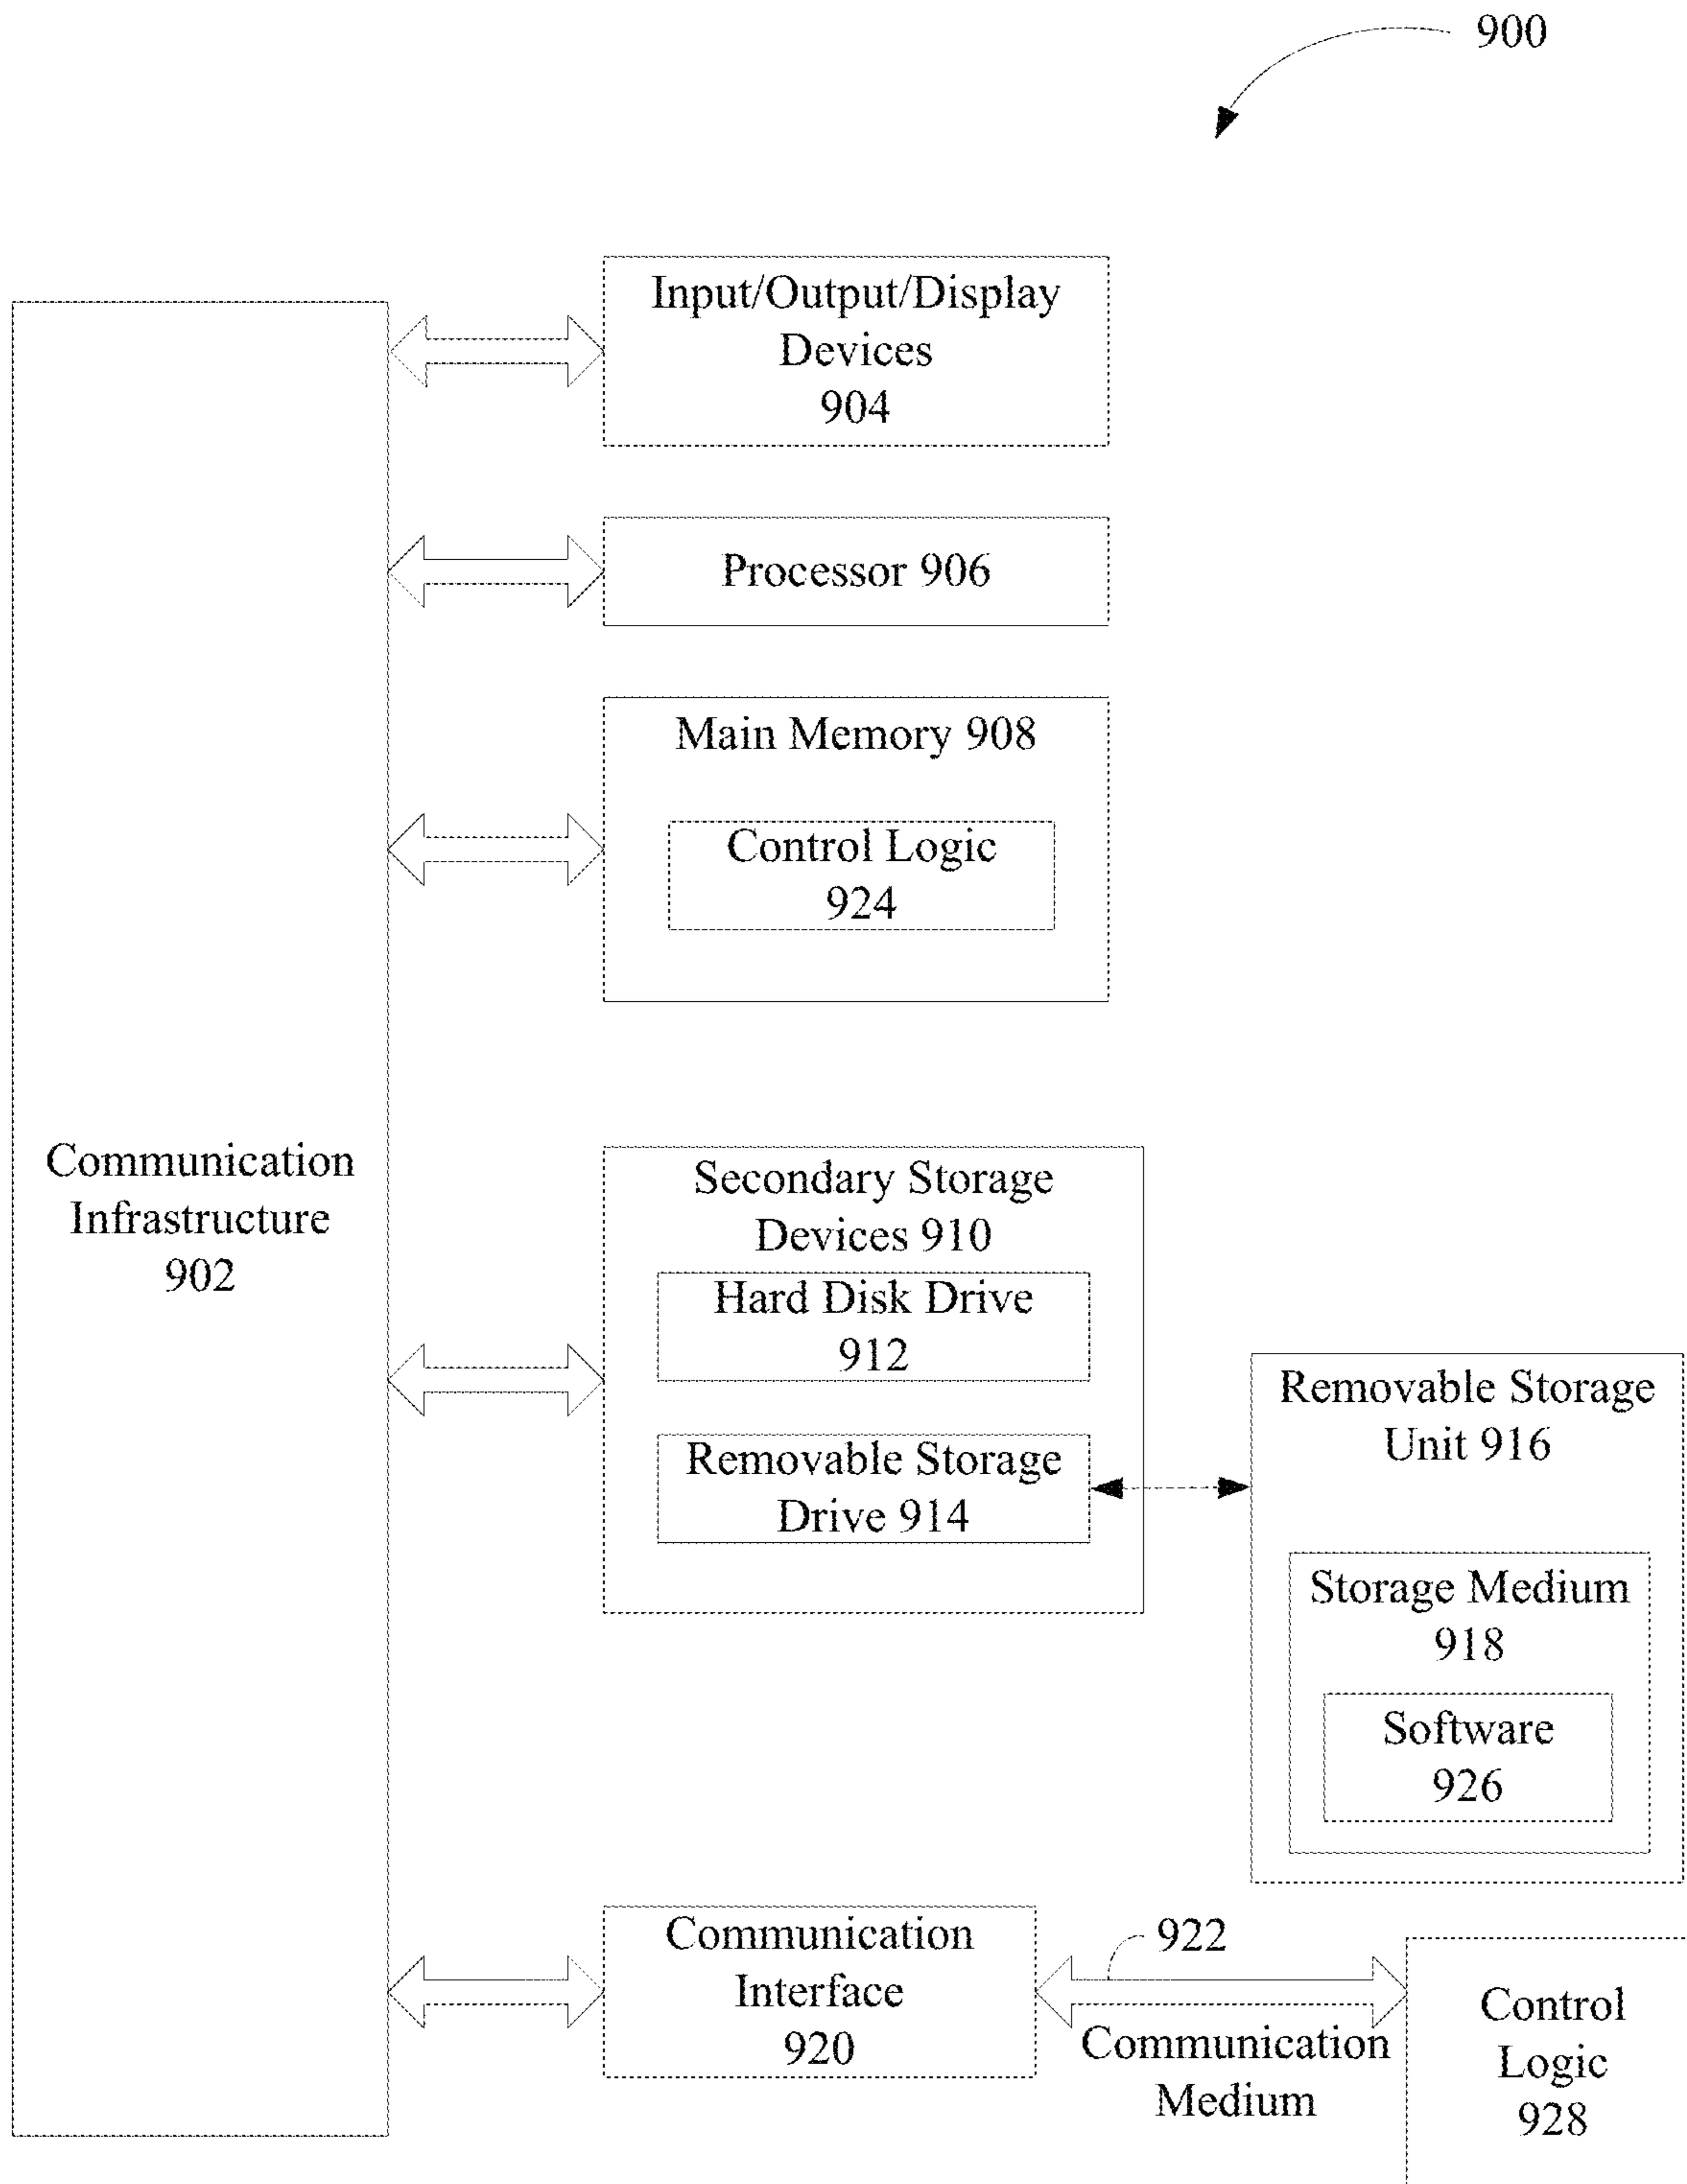 900
Input/Output/Display
Devices
904
Processor 906
Main Memory 908
Control Logic
924
Communication
Infrastructure
902
Secondary Storage
Devices 910
Hard Disk Drive
912
Removable Storage
Drive 914
Removable Storage
Unit 916
Storage Medium
918
Software
926
Communication
Interface
920
922
Communication
Medium
Control
Logic
928